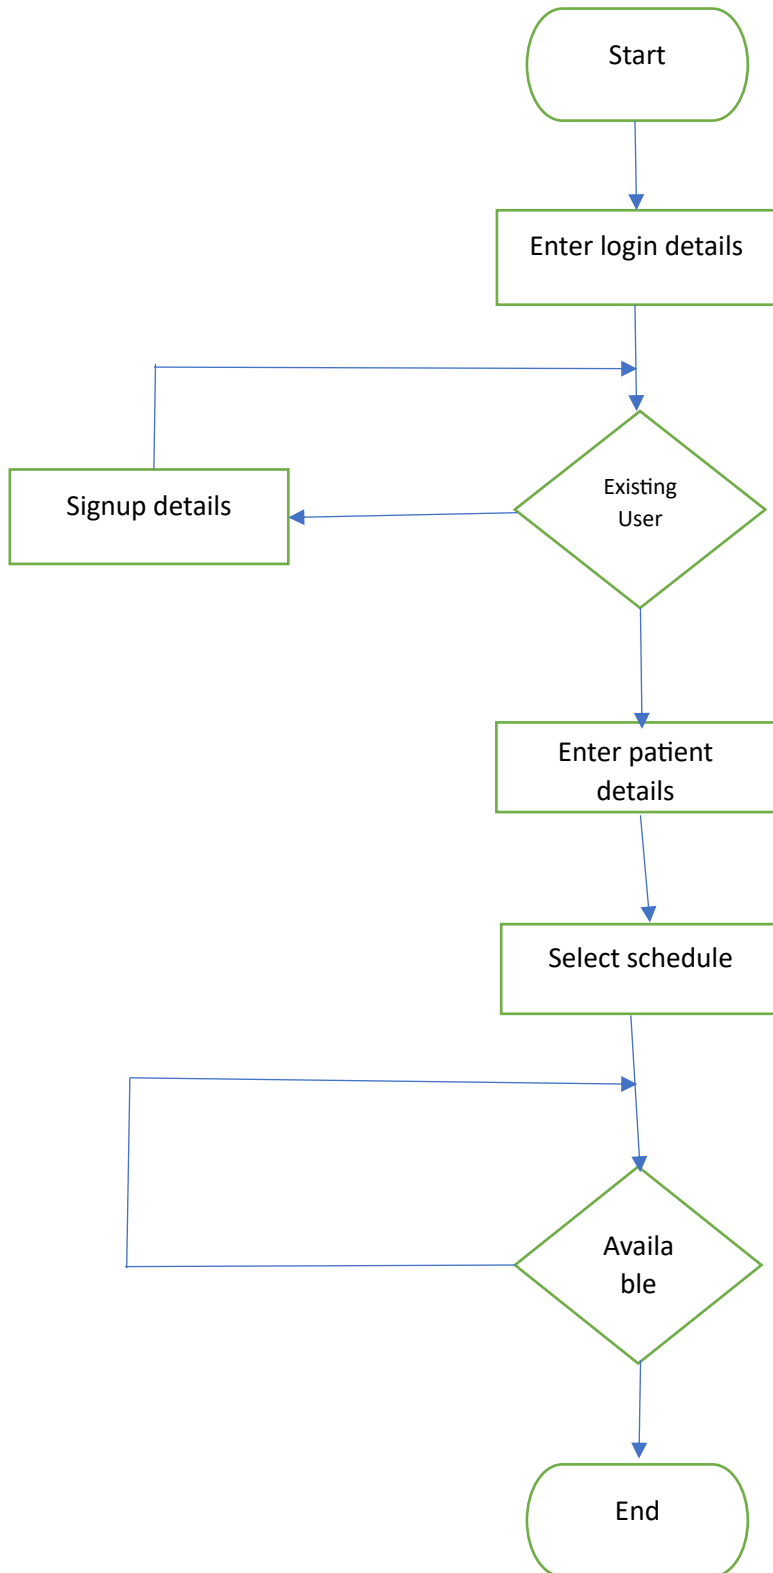 Start
Enter login details
Existing
User
Signup details
Enter patient
details
Select schedule
Availa
ble
End